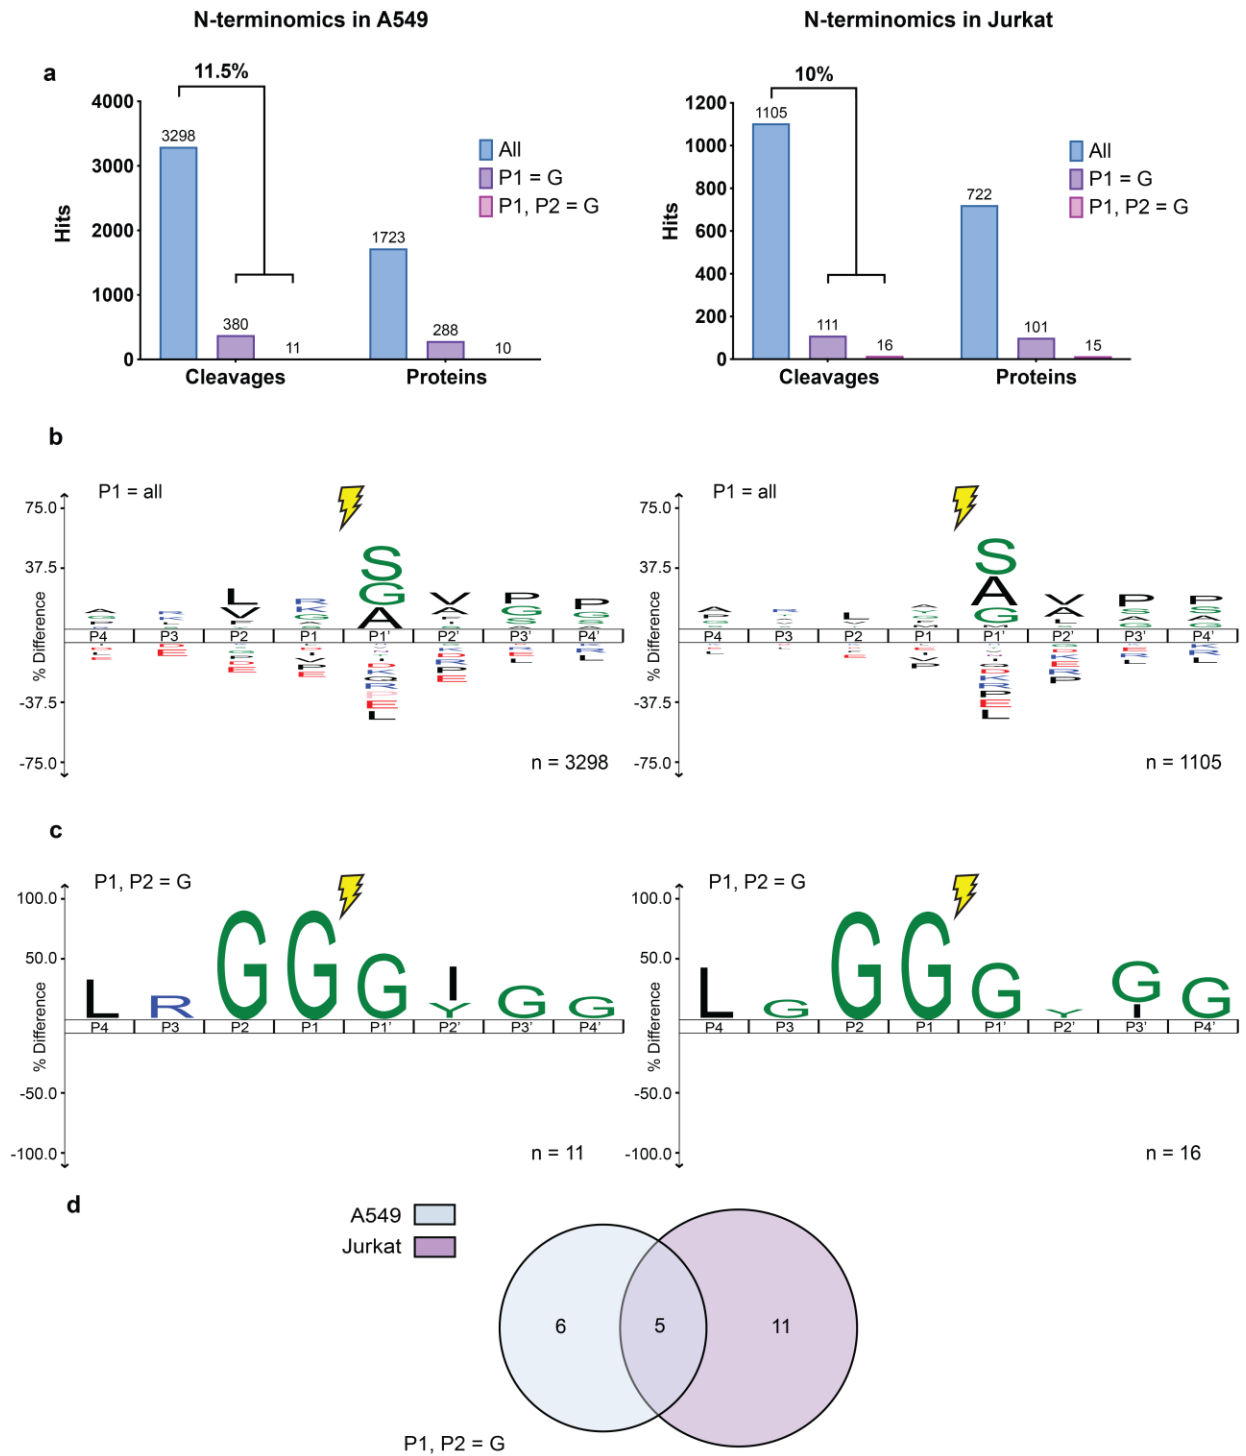 N-terminomics in A549
N-terminomics in Jurkat
a
11.5%
4000
3000
2000
1000
0
Hits
3298
380
11
1723
288
10
Cleavages
Proteins
All
P1 = G
P1, P2 = G
10%
1200
1000
800
600
400
200
0
Hits
1105
111
16
722
101
15
Cleavages
Proteins
All
P1 = G
P1, P2 = G
b
P1 = all
75.0
37.5
-37.5
-75.0
% Difference
L V
R K G
S G A
V A
P G S
P G
P4 P3 P2 P1 P1' P2' P3' P4'
n = 3298
P1 = all
75.0
37.5
-37.5
-75.0
% Difference
S A G
V A
P S A G
P S A G
P4 P3 P2 P1 P1' P2' P3' P4'
n = 1105
c
P1, P2 = G
100.0
50.0
-50.0
-100.0
% Difference
L R G G G I Y G G
P4 P3 P2 P1 P1' P2' P3' P4'
n = 11
P1, P2 = G
100.0
50.0
-50.0
-100.0
% Difference
L G G G G Y G I G
P4 P3 P2 P1 P1' P2' P3' P4'
n = 16
d
A549
Jurkat
6
5
11
P1, P2 = G